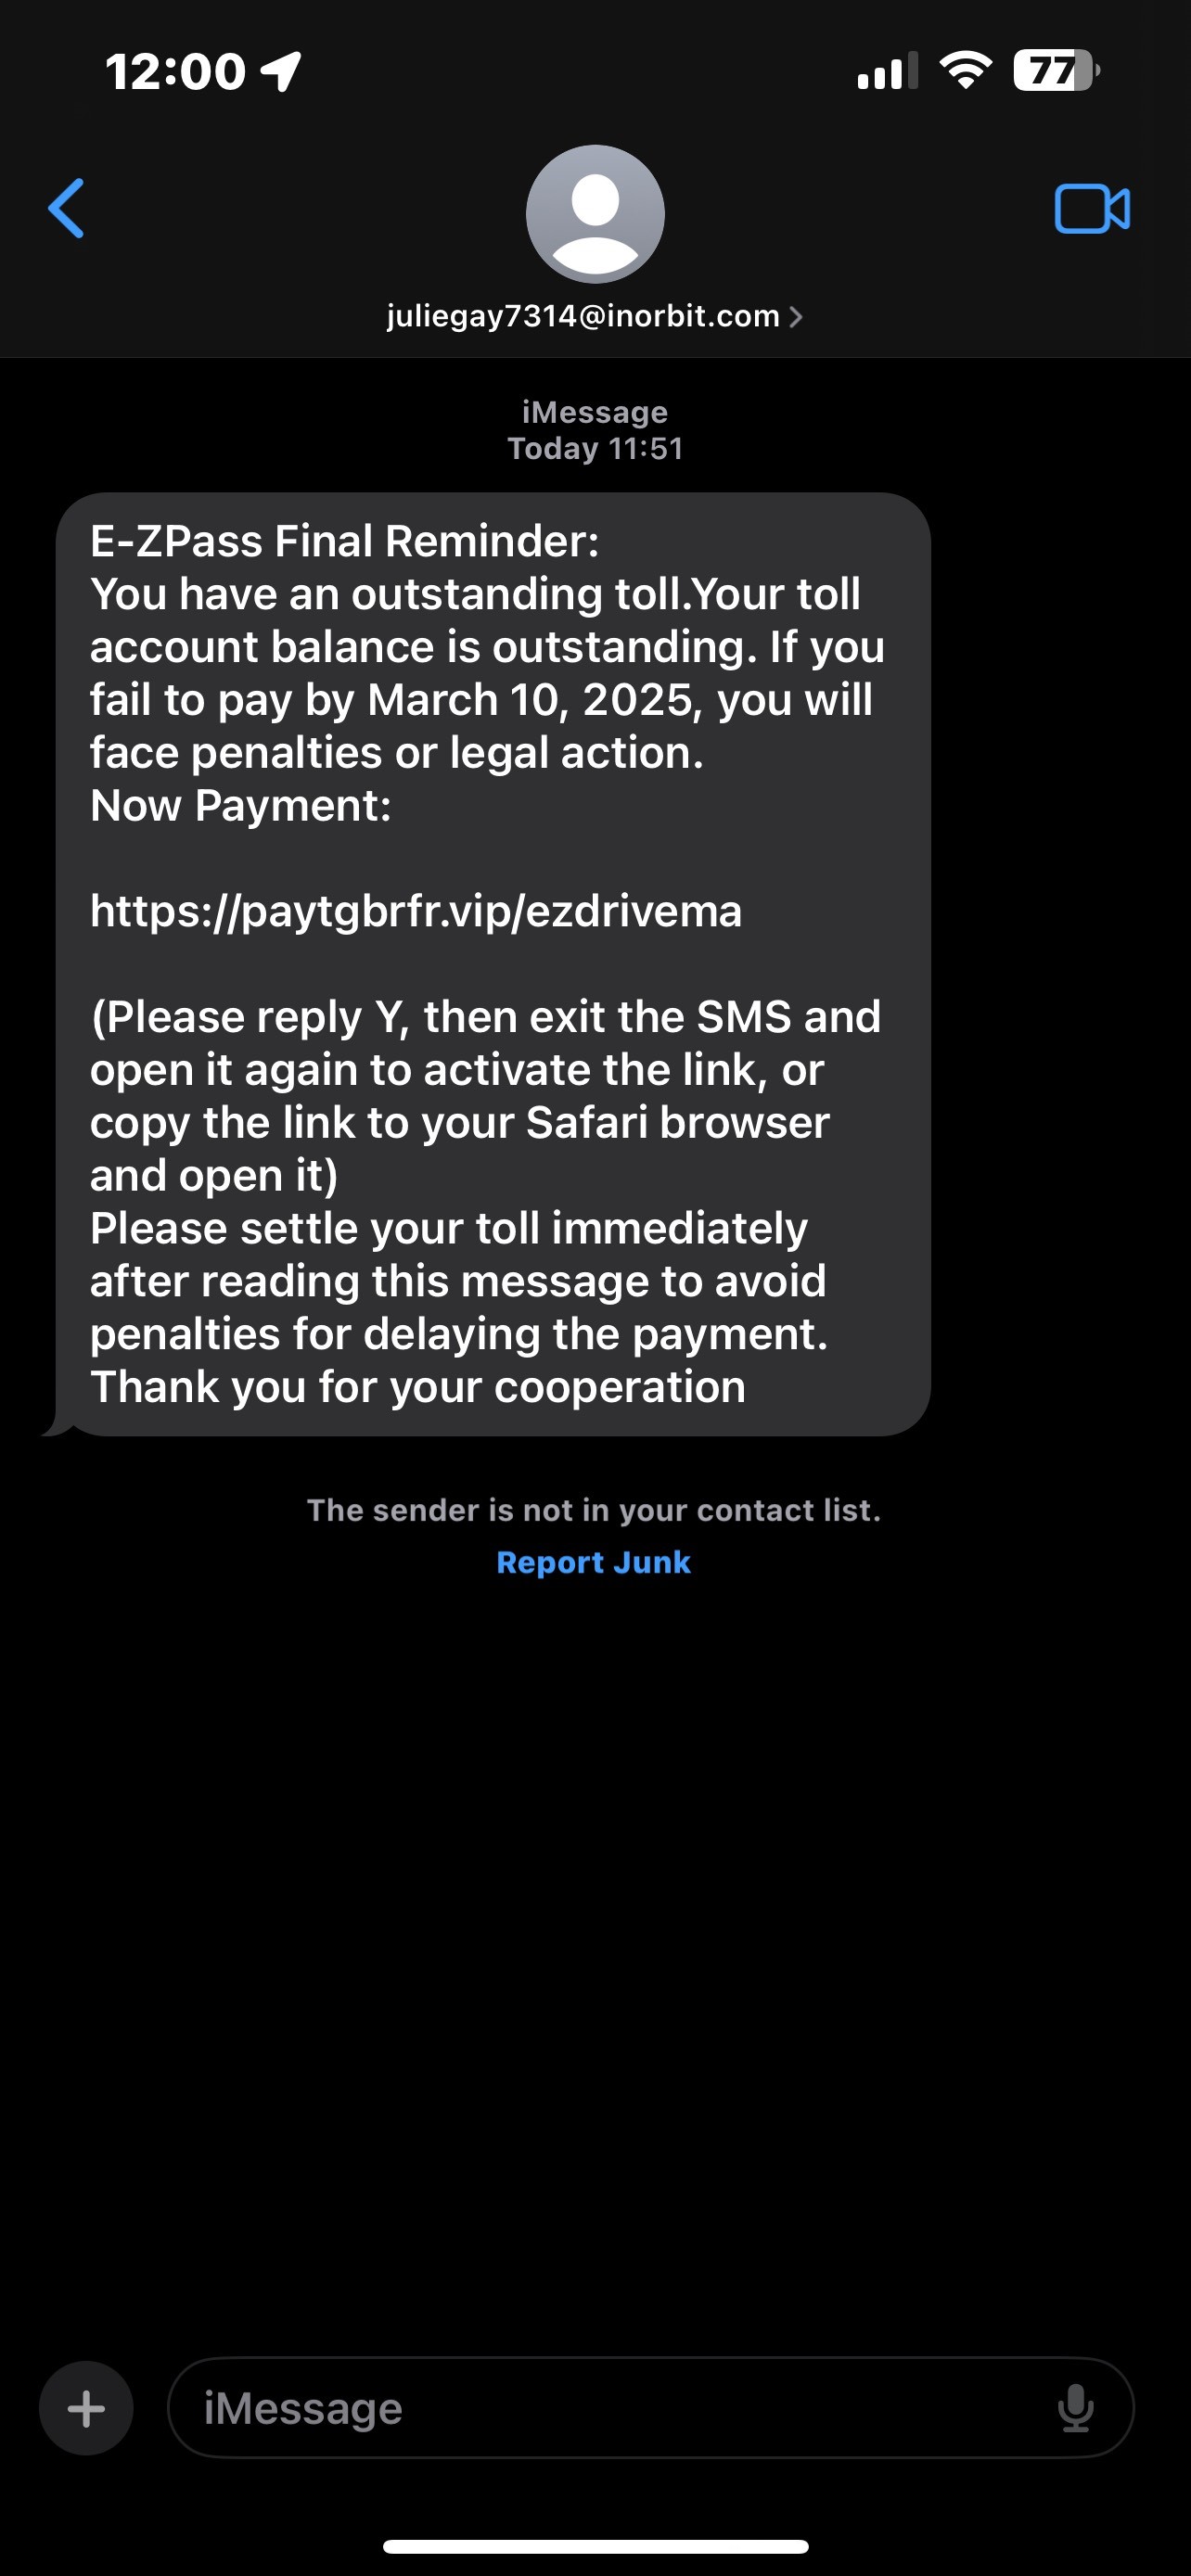 12:00
77
juliegay7314@inorbit.com
iMessage
Today 11:51
E-ZPass Final Reminder:
You have an outstanding toll.Your toll
account balance is outstanding. If you
fail to pay by March 10, 2025, you will
face penalties or legal action.
Now Payment:
https://paytgbrfr.vip/ezdrivema
(Please reply Y, then exit the SMS and
open it again to activate the link, or
copy the link to your Safari browser
and open it)
Please settle your toll immediately
after reading this message to avoid
penalties for delaying the payment.
Thank you for your cooperation
The sender is not in your contact list.
Report Junk
iMessage